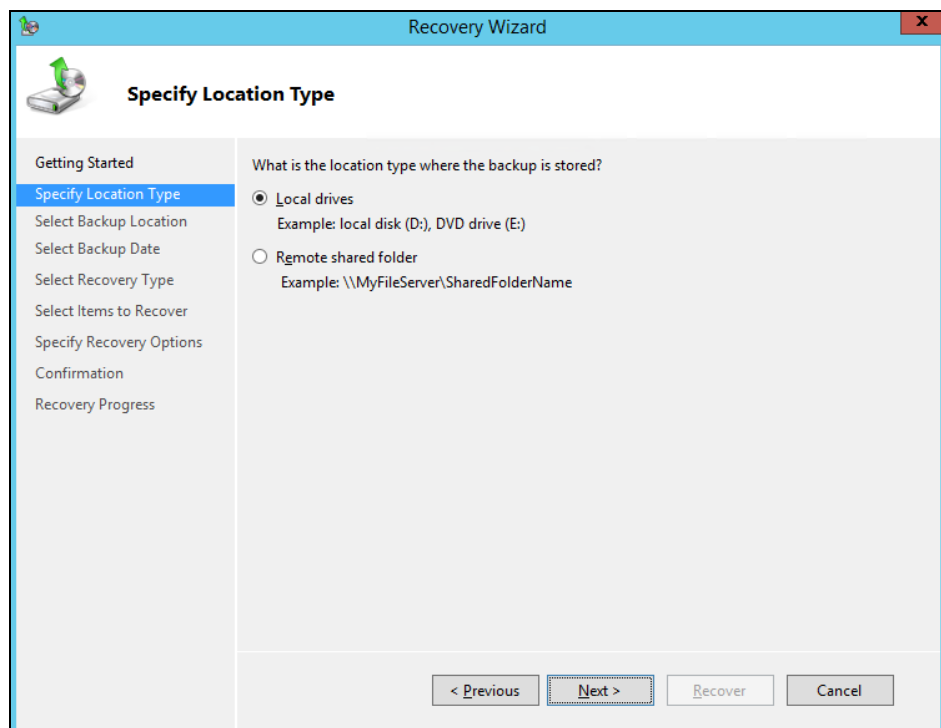 Recovery Wizard
x
Specify Location Type
Getting Started
Specify Location Type
Select Backup Location
Select Backup Date
Select Recovery Type
Select Items to Recover
Specify Recovery Options
Confirmation
Recovery Progress
What is the location type where the backup is stored?
Local drives
Example: local disk (D:), DVD drive (E:)
Remote shared folder
Example: \\MyFileServer\SharedFolderName
< Previous
Next >
Recover
Cancel